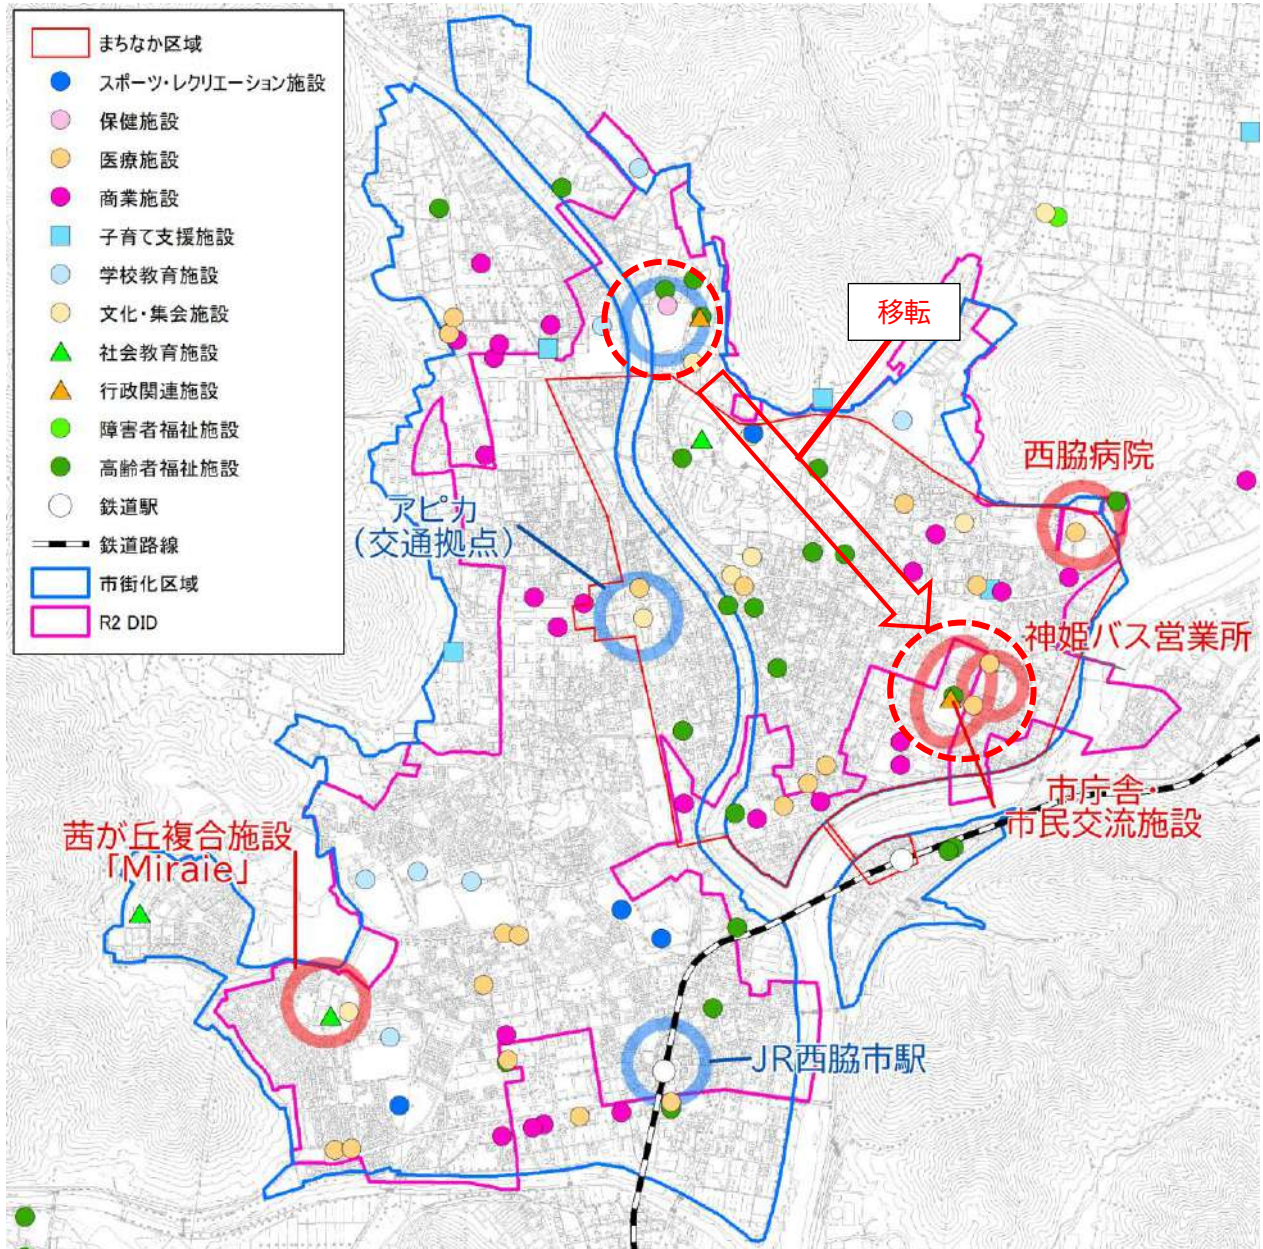 まちなか区域
スポーツ・レクリエーション施設
保健施設
医療施設
商業施設
子育て支援施設
学校教育施設
文化・集会施設
社会教育施設
行政関連施設
障害者福祉施設
高齢者福祉施設
鉄道駅
鉄道路線
市街化区域
R2 DID
移転
西脇病院
アピカ
（交通拠点）
神姫バス営業所
市庁舎・
市民交流施設
茜が丘複合施設
「Miraie」
JR西脇市駅